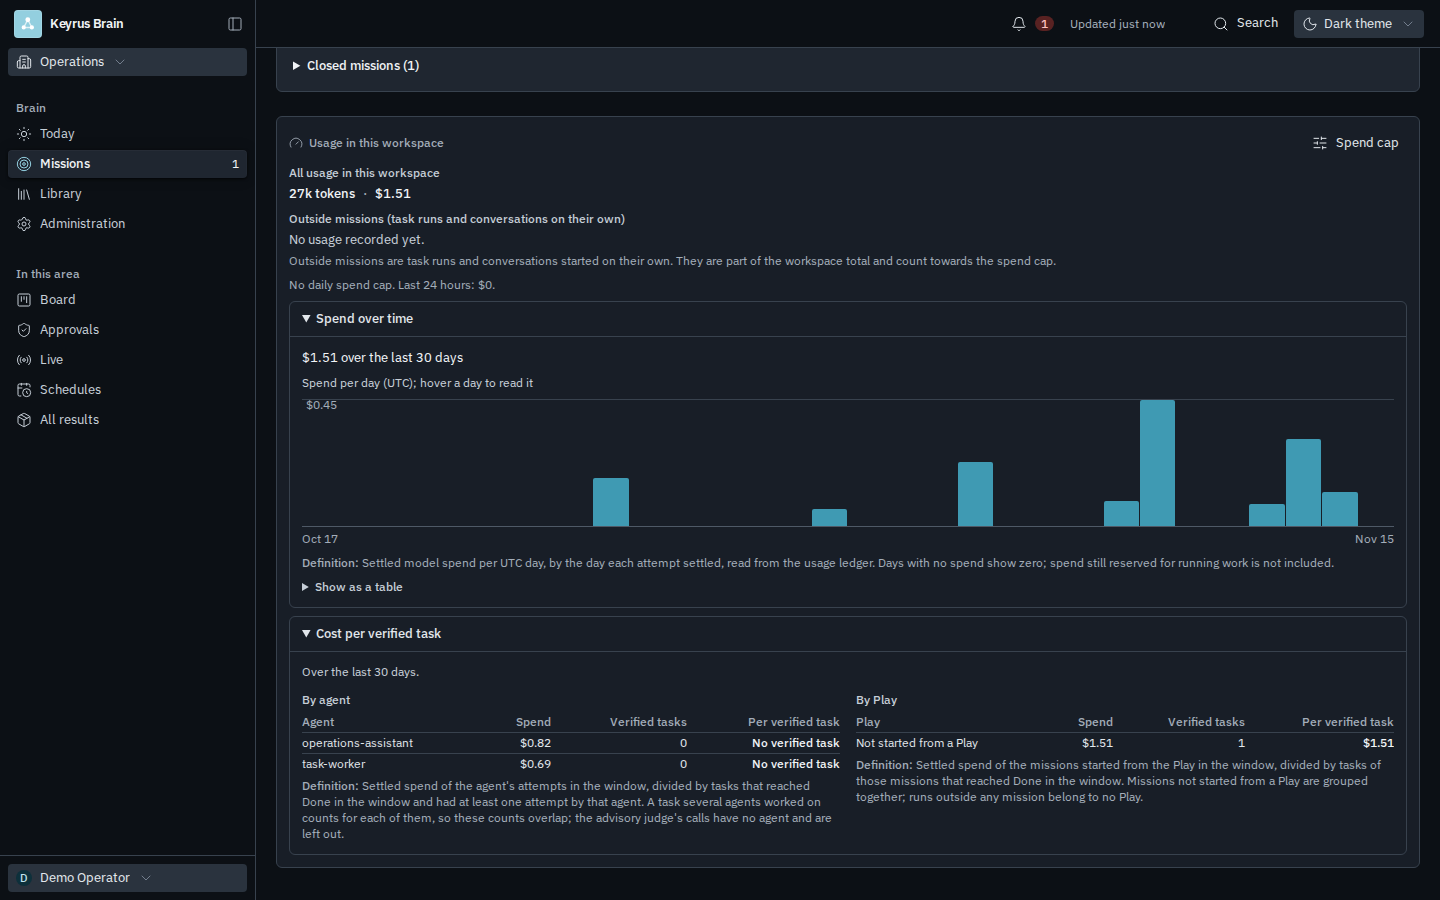 Keyrus Brain
1
Updated just now
Search
Dark theme
Operations
Brain
Today
Missions 1
Library
Administration
In this area
Board
Approvals
Live
Schedules
All results
D Demo Operator
Closed missions (1)
Usage in this workspace
Spend cap
All usage in this workspace
27k tokens · $1.51
Outside missions (task runs and conversations on their own)
No usage recorded yet.
Outside missions are task runs and conversations started on their own. They are part of the workspace total and count towards the spend cap.
No daily spend cap. Last 24 hours: $0.
Spend over time
$1.51 over the last 30 days
Spend per day (UTC); hover a day to read it
$0.45
Oct 17 Nov 15
Definition: Settled model spend per UTC day, by the day each attempt settled, read from the usage ledger. Days with no spend show zero; spend still reserved for running work is not included.
Show as a table
Cost per verified task
Over the last 30 days.
By agent
Agent Spend Verified tasks Per verified task
operations-assistant $0.82 0 No verified task
task-worker $0.69 0 No verified task
Definition: Settled spend of the agent's attempts in the window, divided by tasks that reached
Done in the window and had at least one attempt by that agent. A task several agents worked on
counts for each of them, so these counts overlap; the advisory judge's calls have no agent and are
left out.
By Play
Play Spend Verified tasks Per verified task
Not started from a Play $1.51 1 $1.51
Definition: Settled spend of the missions started from the Play in the window, divided by tasks of
those missions that reached Done in the window. Missions not started from a Play are grouped
together; runs outside any mission belong to no Play.